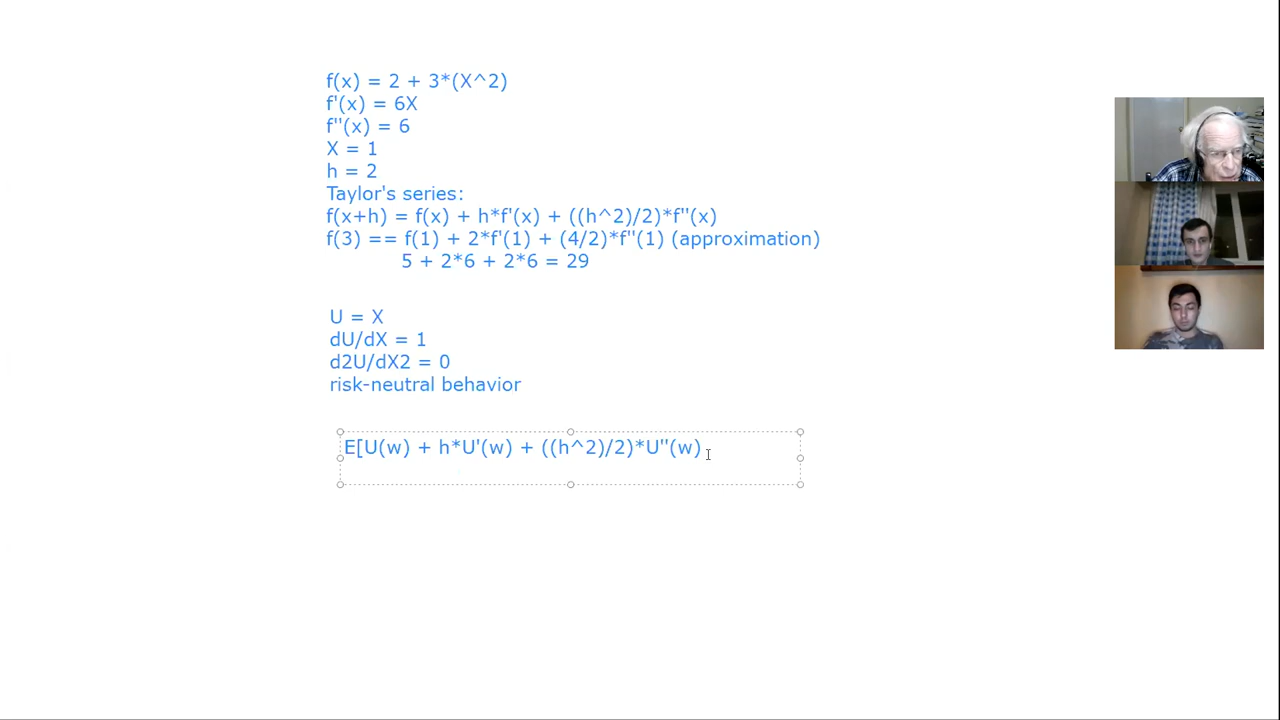 f(x) = 2 + 3*(X^2)
f'(x) = 6X
f''(x) = 6
X = 1
h = 2
Taylor's series:
f(x+h) = f(x) + h*f'(x) + ((h^2)/2)*f''(x)
f(3) == f(1) + 2*f'(1) + (4/2)*f''(1) (approximation)
5 + 2*6 + 2*6 = 29
U = X
dU/dX = 1
d2U/dX2 = 0
risk-neutral behavior
E[U(w) + h*U'(w) + ((h^2)/2)*U''(w)